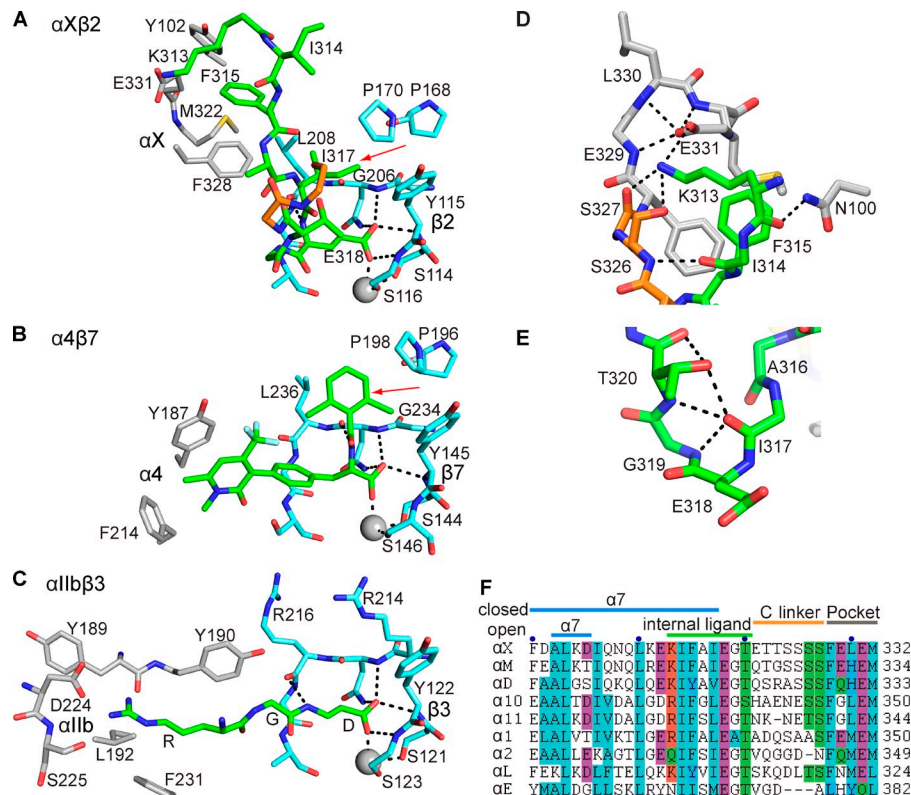 A
αXβ2
Y102
K313
I314
E331
F315
M322
P170 P168
αX
L208
I317
F328
G206
Y115
β2
E318
S114
S116
B
α4β7
P196
P198
L236
Y187
G234
Y145
α4
β7
F214
S144
S146
C
αIIbβ3
R216
R214
Y189
Y190
D224
Y122
β3
αIIb
R
G
D
L192
S121
S225
F231
S123
D
L330
E331
E329
K313
N100
S327
F315
S326
I314
E
A316
T320
I317
G319
E318
F
α7
C linker Pocket
closed
α7
internal ligand
open
αX FDALKDIQNQLKEKIFAIEGTETTSSSSFELEM 332
αM FEALKTIQNQLREKIFAIEGTQTGSSSSFEHEM 334
αD FAALGSIQKQLQEKIYAVEGTQSRASSSFQHEM 333
α10 EAALTDIVDALGDRIFGLEGSHAENESSFGLEM 350
α11 EAALKDIVDALGDRIFSLEGTNK-NETSFGLEM 344
α1 EALVTIVKTLGERIFALEATADQSAASFEMEM 350
α2 EAALLEKAGTLGEQIFSIEGTVQGGD-NFQMEM 349
αL FEKLKDLFTELQKKIYVIEGTSKQDLTSFNMEL 324
αE YMALDGLLSKLRYNIISMEGTVGD---ALHYQL 382